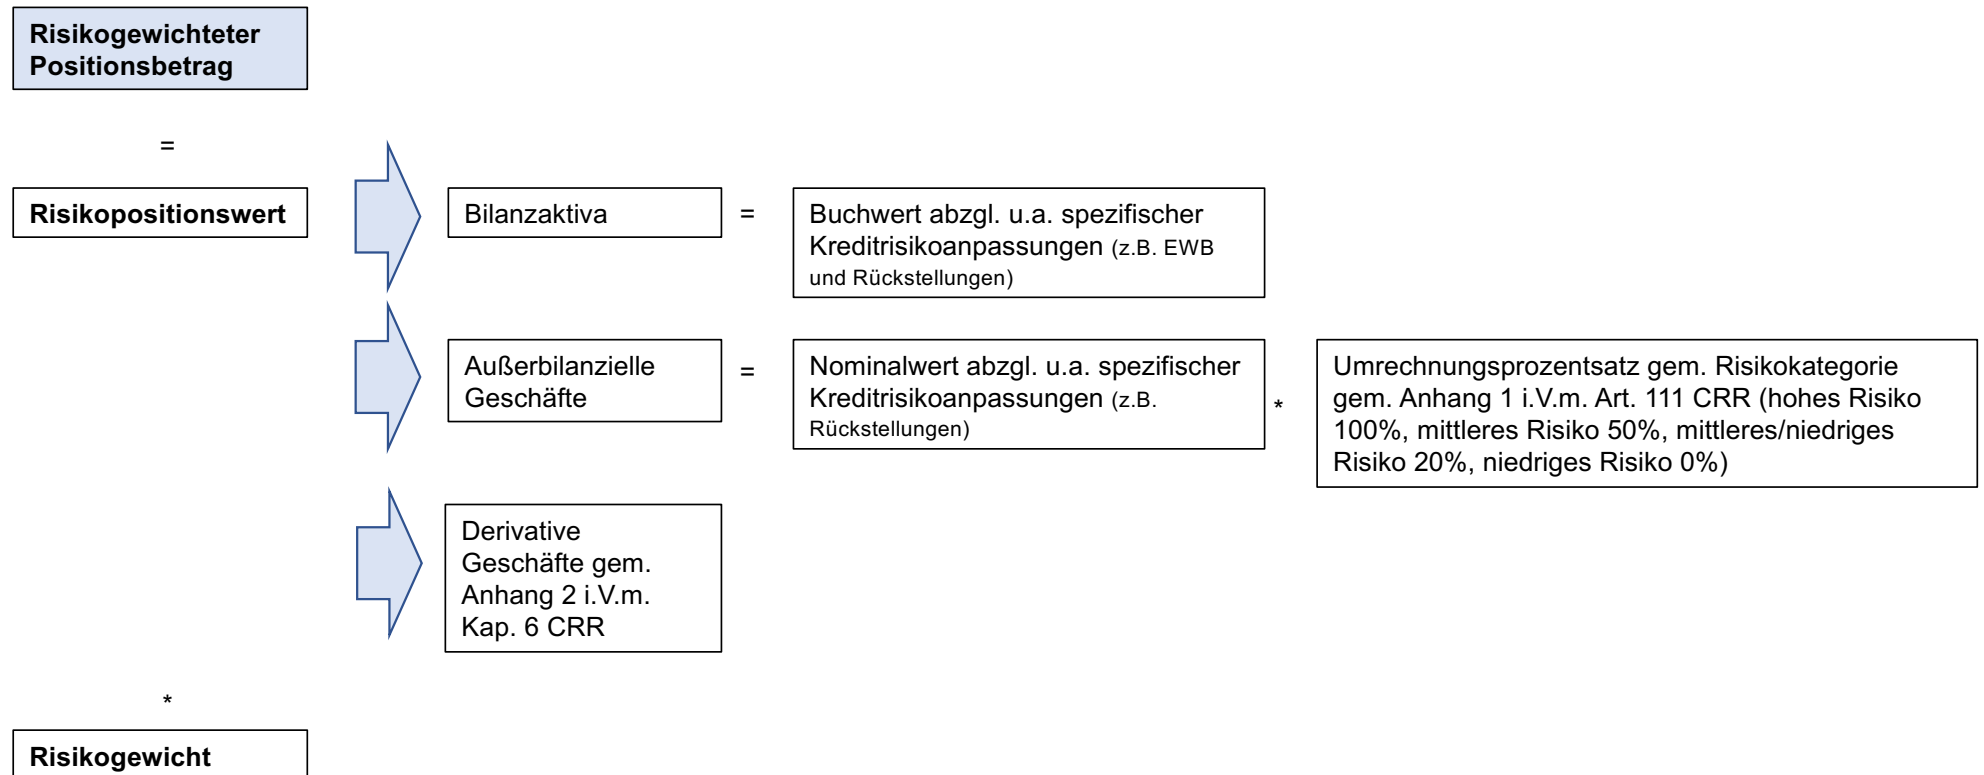 Risikogewichteter
Positionsbetrag
=
Risikopositionswert
Bilanzaktiva
=
Buchwert abzgl. u.a. spezifischer
Kreditrisikoanpassungen (z.B. EWB
und Rückstellungen)
Außerbilanzielle
Geschäfte
=
Nominalwert abzgl. u.a. spezifischer
Kreditrisikoanpassungen (z.B.
Rückstellungen)
*
Umrechnungsprozentsatz gem. Risikokategorie
gem. Anhang 1 i.V.m. Art. 111 CRR (hohes Risiko
100%, mittleres Risiko 50%, mittleres/niedriges
Risiko 20%, niedriges Risiko 0%)
Derivative
Geschäfte gem.
Anhang 2 i.V.m.
Kap. 6 CRR
*
Risikogewicht